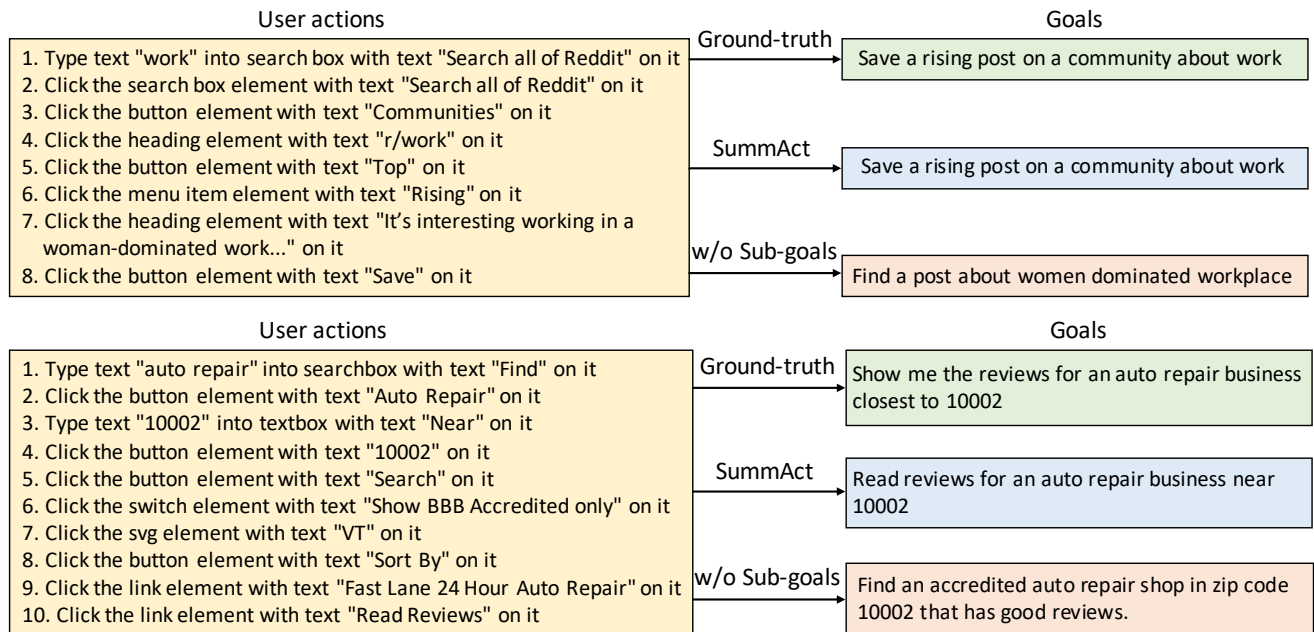 User actions
Goals
1. Type text "work" into search box with text "Search all of Reddit" on it
2. Click the search box element with text "Search all of Reddit" on it
3. Click the button element with text "Communities" on it
4. Click the heading element with text "r/work" on it
5. Click the button element with text "Top" on it
6. Click the menu item element with text "Rising" on it
7. Click the heading element with text "It’s interesting working in a
woman-dominated work..." on it
8. Click the button element with text "Save" on it
Ground-truth
Save a rising post on a community about work
SummAct
Save a rising post on a community about work
w/o Sub-goals
Find a post about women dominated workplace
User actions
Goals
1. Type text "auto repair" into searchbox with text "Find" on it
2. Click the button element with text "Auto Repair" on it
3. Type text "10002" into textbox with text "Near" on it
4. Click the button element with text "10002" on it
5. Click the button element with text "Search" on it
6. Click the switch element with text "Show BBB Accredited only" on it
7. Click the svg element with text "VT" on it
8. Click the button element with text "Sort By" on it
9. Click the link element with text "Fast Lane 24 Hour Auto Repair" on it
10. Click the link element with text "Read Reviews" on it
Ground-truth
Show me the reviews for an auto repair business
closest to 10002
SummAct
Read reviews for an auto repair business near
10002
w/o Sub-goals
Find an accredited auto repair shop in zip code
10002 that has good reviews.